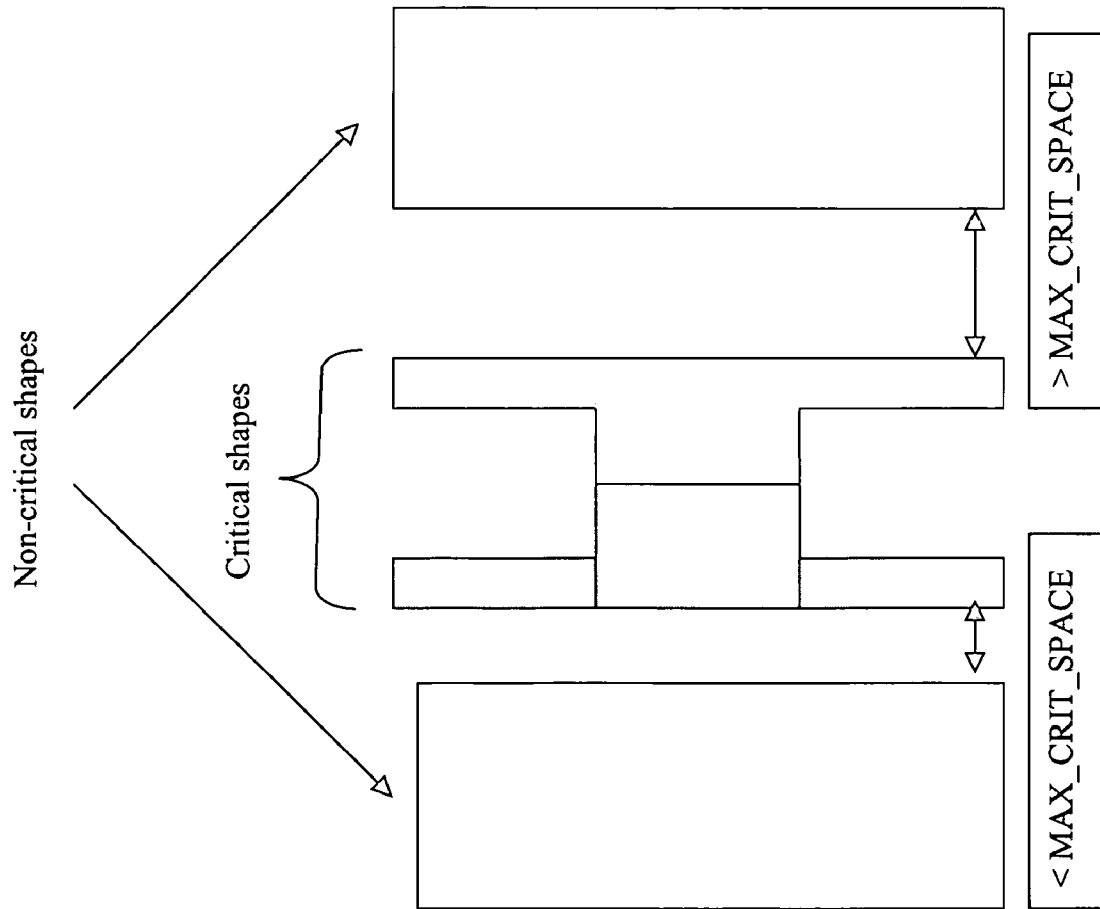 Non-critical shapes
Critical shapes
< MAX_CRIT_SPACE
> MAX_CRIT_SPACE